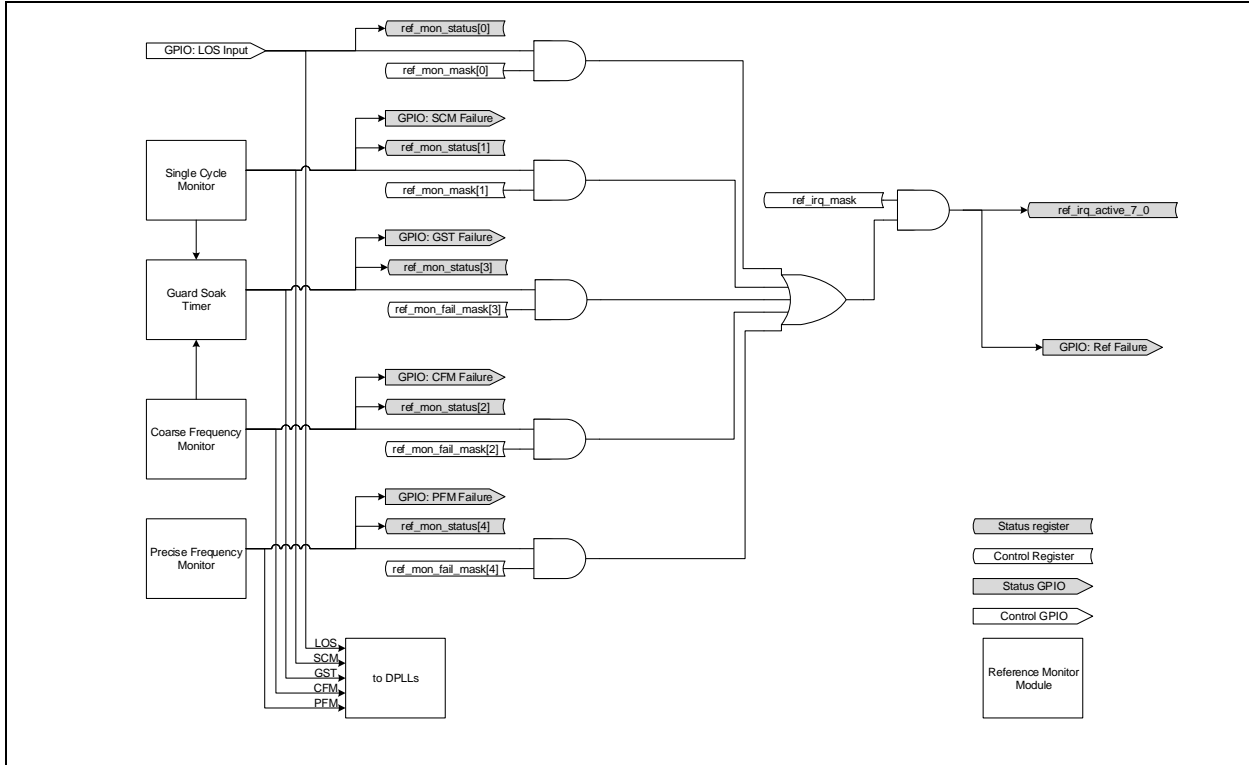 ref_mon_status[0]
GPIO: LOS Input
ref_mon_mask[0]
GPIO: SCM Failure
Single Cycle
Monitor
ref_mon_status[1]
ref_mon_mask[1]
ref_irq_mask
ref_irq_active_7_0
GPIO: GST Failure
Guard Soak
Timer
ref_mon_status[3]
ref_mon_fail_mask[3]
GPIO: Ref Failure
GPIO: CFM Failure
Coarse Frequency
Monitor
ref_mon_status[2]
ref_mon_fail_mask[2]
GPIO: PFM Failure
Precise Frequency
Monitor
ref_mon_status[4]
ref_mon_fail_mask[4]
Status register
Control Register
Status GPIO
Control GPIO
LOS
SCM
GST
CFM
PFM
to DPLLs
Reference Monitor
Module